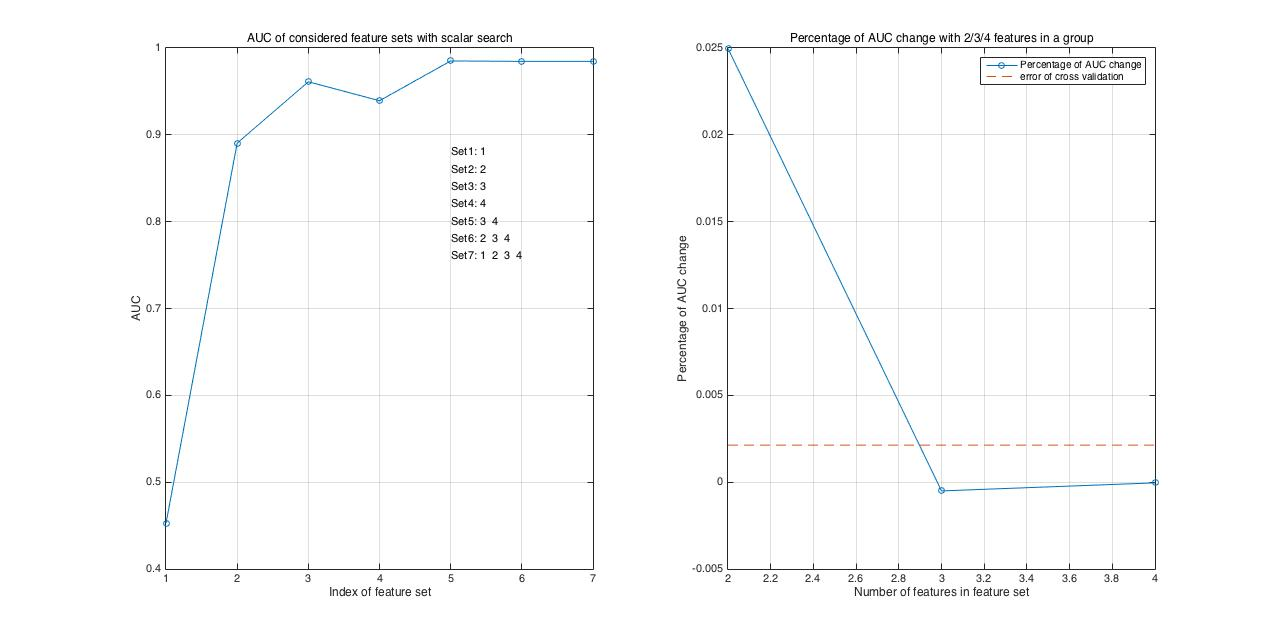 AUC of considered feature sets with scalar search
1
0.9
0.8
0.7
0.6
0.5
0.4
AUC
Set1: 1
Set2: 2
Set3: 3
Set4: 4
Set5: 3 4
Set6: 2 3 4
Set7: 1 2 3 4
1 2 3 4 5 6 7
Index of feature set
Percentage of AUC change with 2/3/4 features in a group
Percentage of AUC change
error of cross validation
0.025
0.02
0.015
0.01
0.005
0
-0.005
Percentage of AUC change
2 2.2 2.4 2.6 2.8 3 3.2 3.4 3.6 3.8 4
Number of features in feature set